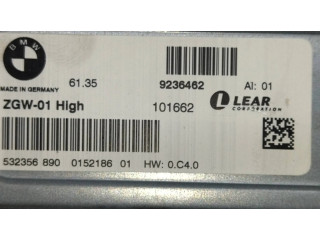 BMW
MADE IN GERMANY
61.35 9236462 AI: 01
ZGW-01 High 101662 LEAR
CORPORATION
532356 890 0152186 01 HW: 0.C4.0